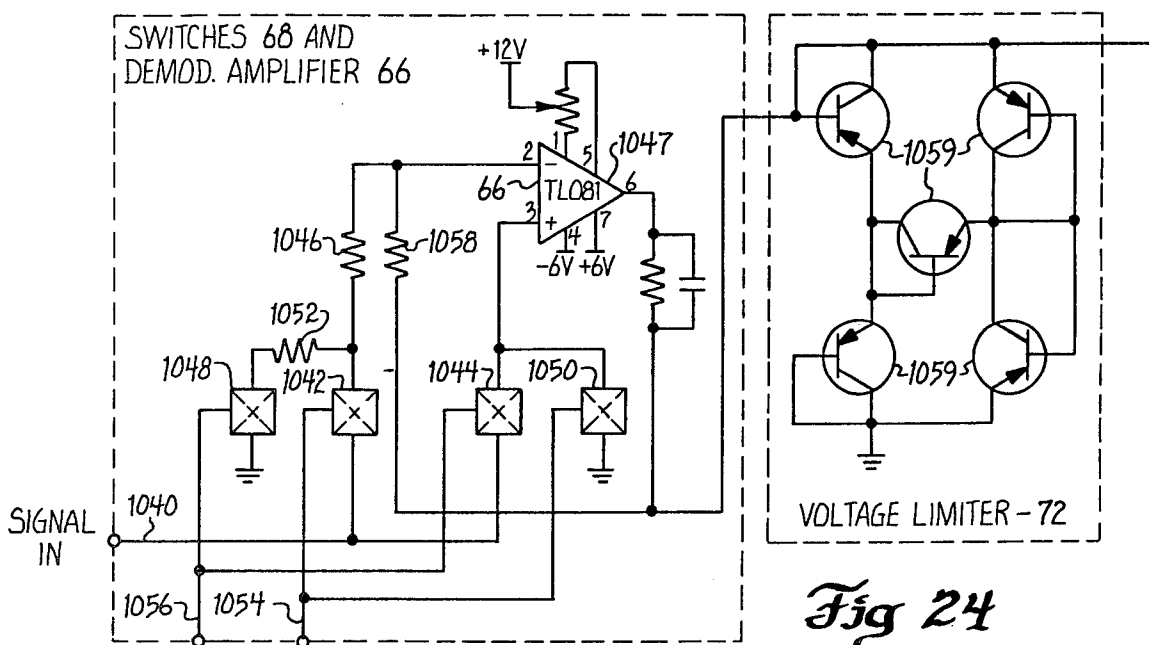 SWITCHES 68 AND
DEMOD. AMPLIFIER 66
+12V
1
5
1047
2
-
66
TL081
6
3
+
4
7
-6V
+6V
1046
1058
1052
1048
1042
-
1044
1050
SIGNAL
IN
1040
1056
1054
1059
1059
VOLTAGE LIMITER - 72
Fig 24